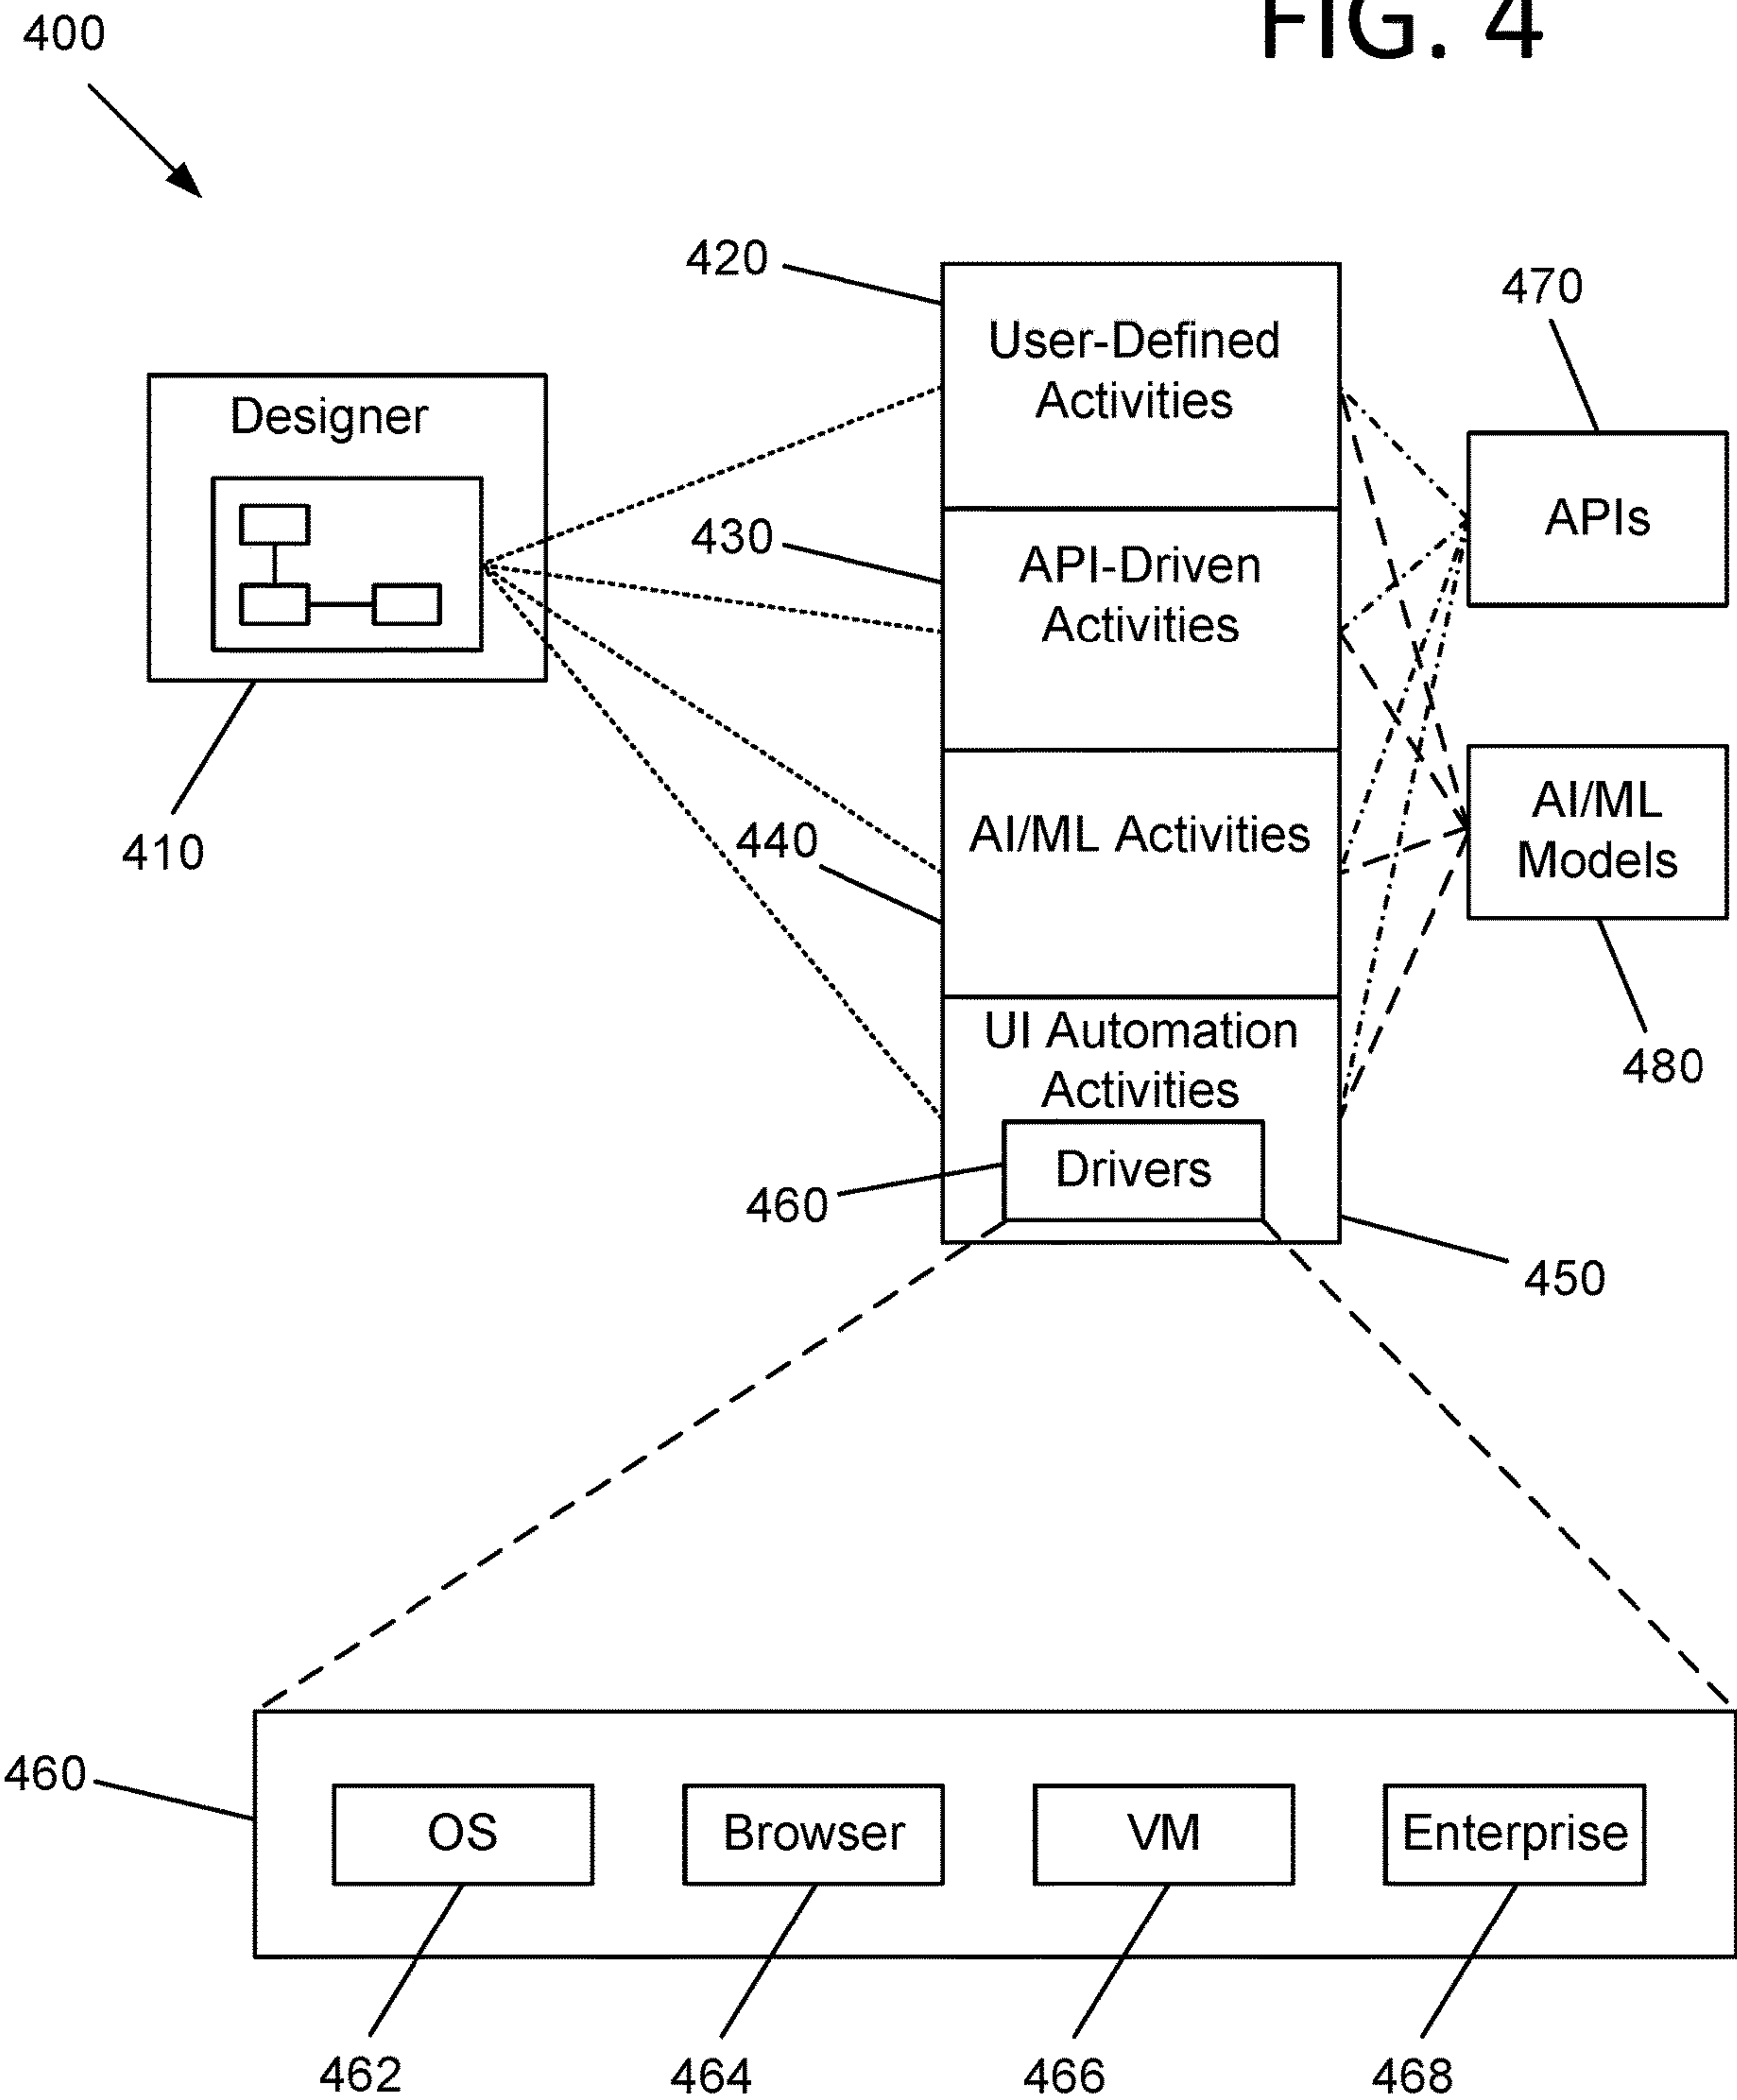 FIG. 4
400
420
470
User-Defined
Activities
Designer
430
API-Driven
Activities
APIs
410
440
AI/ML Activities
AI/ML
Models
480
UI Automation
Activities
460
Drivers
450
460
OS
Browser
VM
Enterprise
462
464
466
468